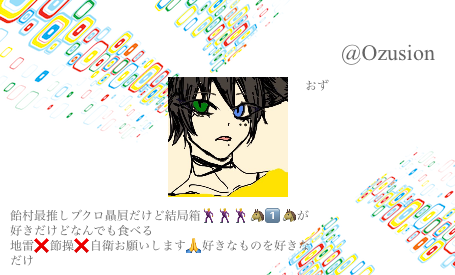 @Ozusion
おず
飴村最推しブクロ贔屓だけど結局箱🕺🕺🕺🐴1️⃣🐴が
好きだけどなんでも食べる
地雷❌節操❌自衛お願いします🙏好きなものを好きな
だけ